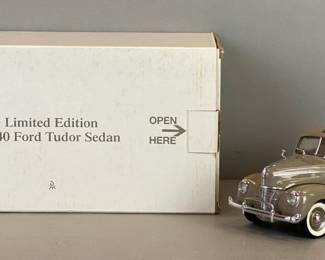 Limited Edition
40 Ford Tudor Sedan
OPEN
HERE